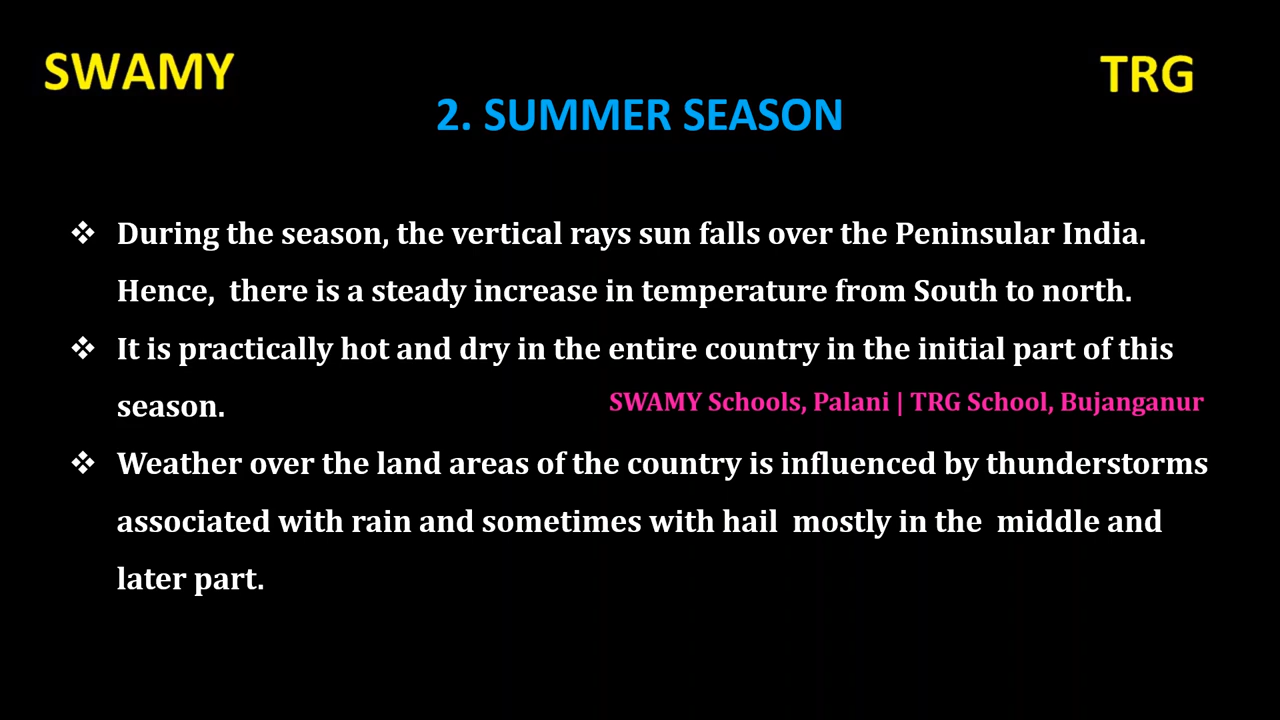 SWAMY
TRG
2. SUMMER SEASON
❖ During the season, the vertical rays sun falls over the Peninsular India.
Hence,  there is a steady increase in temperature from South to north.
❖ It is practically hot and dry in the entire country in the initial part of this
season.
SWAMY Schools, Palani | TRG School, Bujanganur
❖ Weather over the land areas of the country is influenced by thunderstorms
associated with rain and sometimes with hail  mostly in the  middle and
later part.